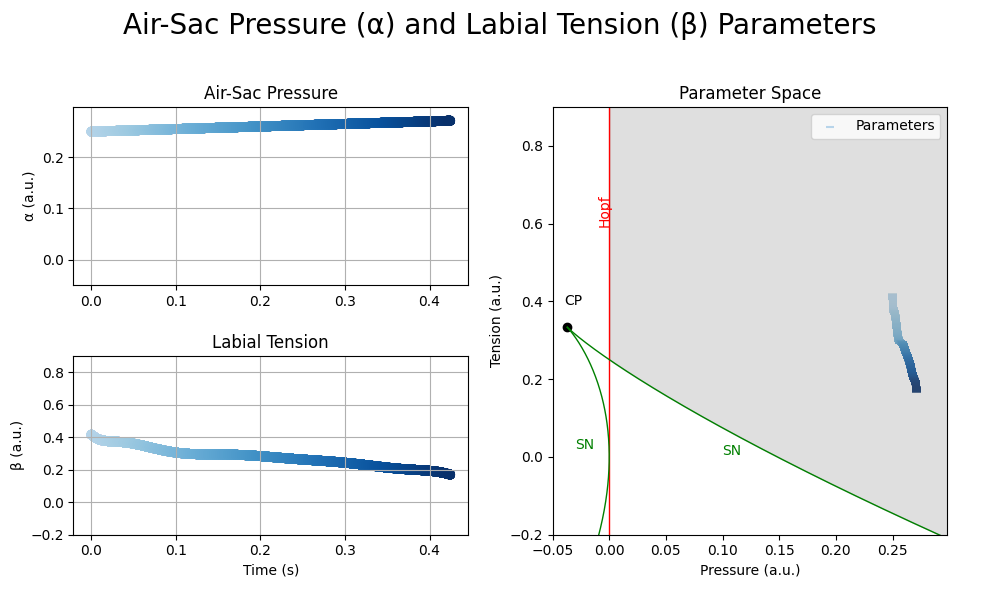 Air-Sac Pressure (α) and Labial Tension (β) Parameters
Air-Sac Pressure
α (a.u.)
0.2
0.1
0.0
0.0 0.1 0.2 0.3 0.4
Labial Tension
β (a.u.)
0.8
0.6
0.4
0.2
0.0
−0.2
0.0 0.1 0.2 0.3 0.4
Time (s)
Parameter Space
Parameters
Tension (a.u.)
0.8
0.6
0.4
0.2
0.0
−0.2
Hopf
CP
SN
SN
−0.05 0.00 0.05 0.10 0.15 0.20 0.25
Pressure (a.u.)